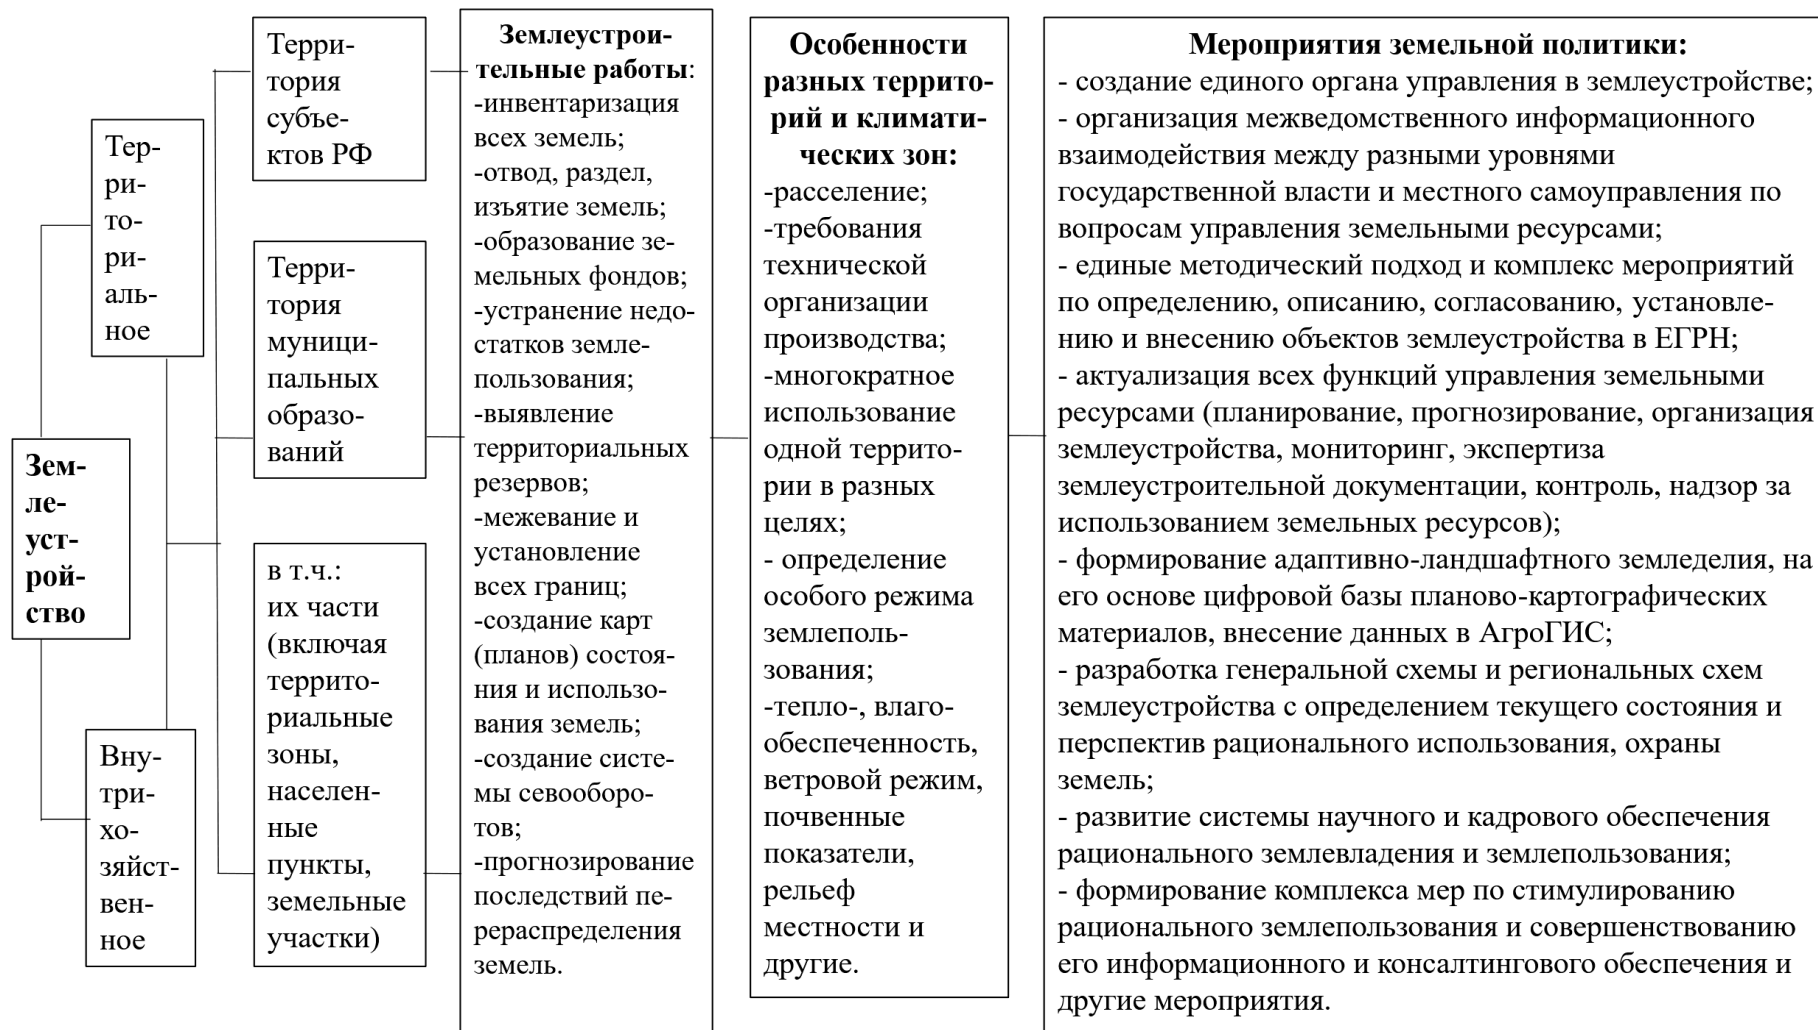 Зем-
ле-
уст-
рой-
ство
Тер-
ри-
то-
ри-
аль-
ное
Вну-
три-
хо-
зяйст-
вен-
ное
Терри-
тория
субъе-
ктов РФ
Терри-
тория
муници-
пальных
образо-
ваний
в т.ч.:
их части
(включая
террито-
риальные
зоны,
населен-
ные
пункты,
земельные
участки)
Землеустрои-
тельные работы:
-инвентаризация
всех земель;
-отвод, раздел,
изъятие земель;
-образование зе-
мельных фондов;
-устранение недо-
статков земле-
пользования;
-выявление
территориальных
резервов;
-межевание и
установление
всех границ;
-создание карт
(планов) состоя-
ния и использо-
вания земель;
-создание систе-
мы севооборо-
тов;
-прогнозирование
последствий пе-
рераспределения
земель.
Особенности
разных террито-
рий и климати-
ческих зон:
-расселение;
-требования
технической
организации
производства;
-многократное
использование
одной террито-
рии в разных
целях;
- определение
особого режима
землеполь-
зования;
-тепло-, влаго-
обеспеченность,
ветровой режим,
почвенные
показатели,
рельеф
местности и
другие.
Мероприятия земельной политики:
- создание единого органа управления в землеустройстве;
- организация межведомственного информационного
взаимодействия между разными уровнями
государственной власти и местного самоуправления по
вопросам управления земельными ресурсами;
- единые методический подход и комплекс мероприятий
по определению, описанию, согласованию, установле-
нию и внесению объектов землеустройства в ЕГРН;
- актуализация всех функций управления земельными
ресурсами (планирование, прогнозирование, организация
землеустройства, мониторинг, экспертиза
землеустроительной документации, контроль, надзор за
использованием земельных ресурсов);
- формирование адаптивно-ландшафтного земледелия, на
его основе цифровой базы планово-картографических
материалов, внесение данных в АгроГИС;
- разработка генеральной схемы и региональных схем
землеустройства с определением текущего состояния и
перспектив рационального использования, охраны
земель;
- развитие системы научного и кадрового обеспечения
рационального землевладения и землепользования;
- формирование комплекса мер по стимулированию
рационального землепользования и совершенствованию
его информационного и консалтингового обеспечения и
другие мероприятия.